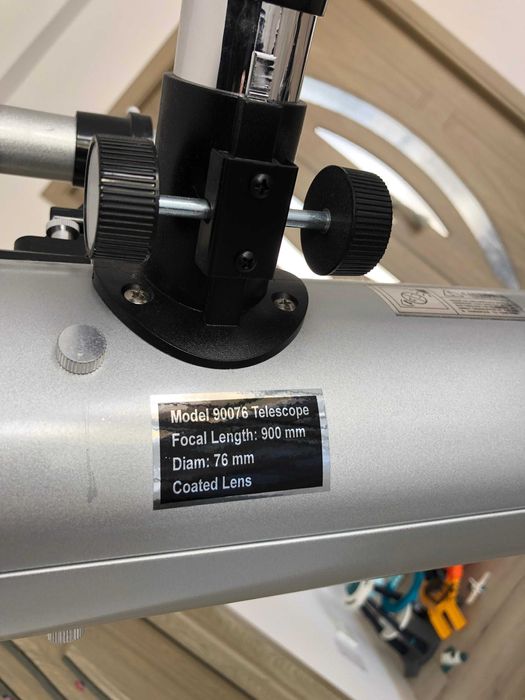 Model 90076 Telescope
Focal Length: 900 mm
Diam: 76 mm
Coated Lens